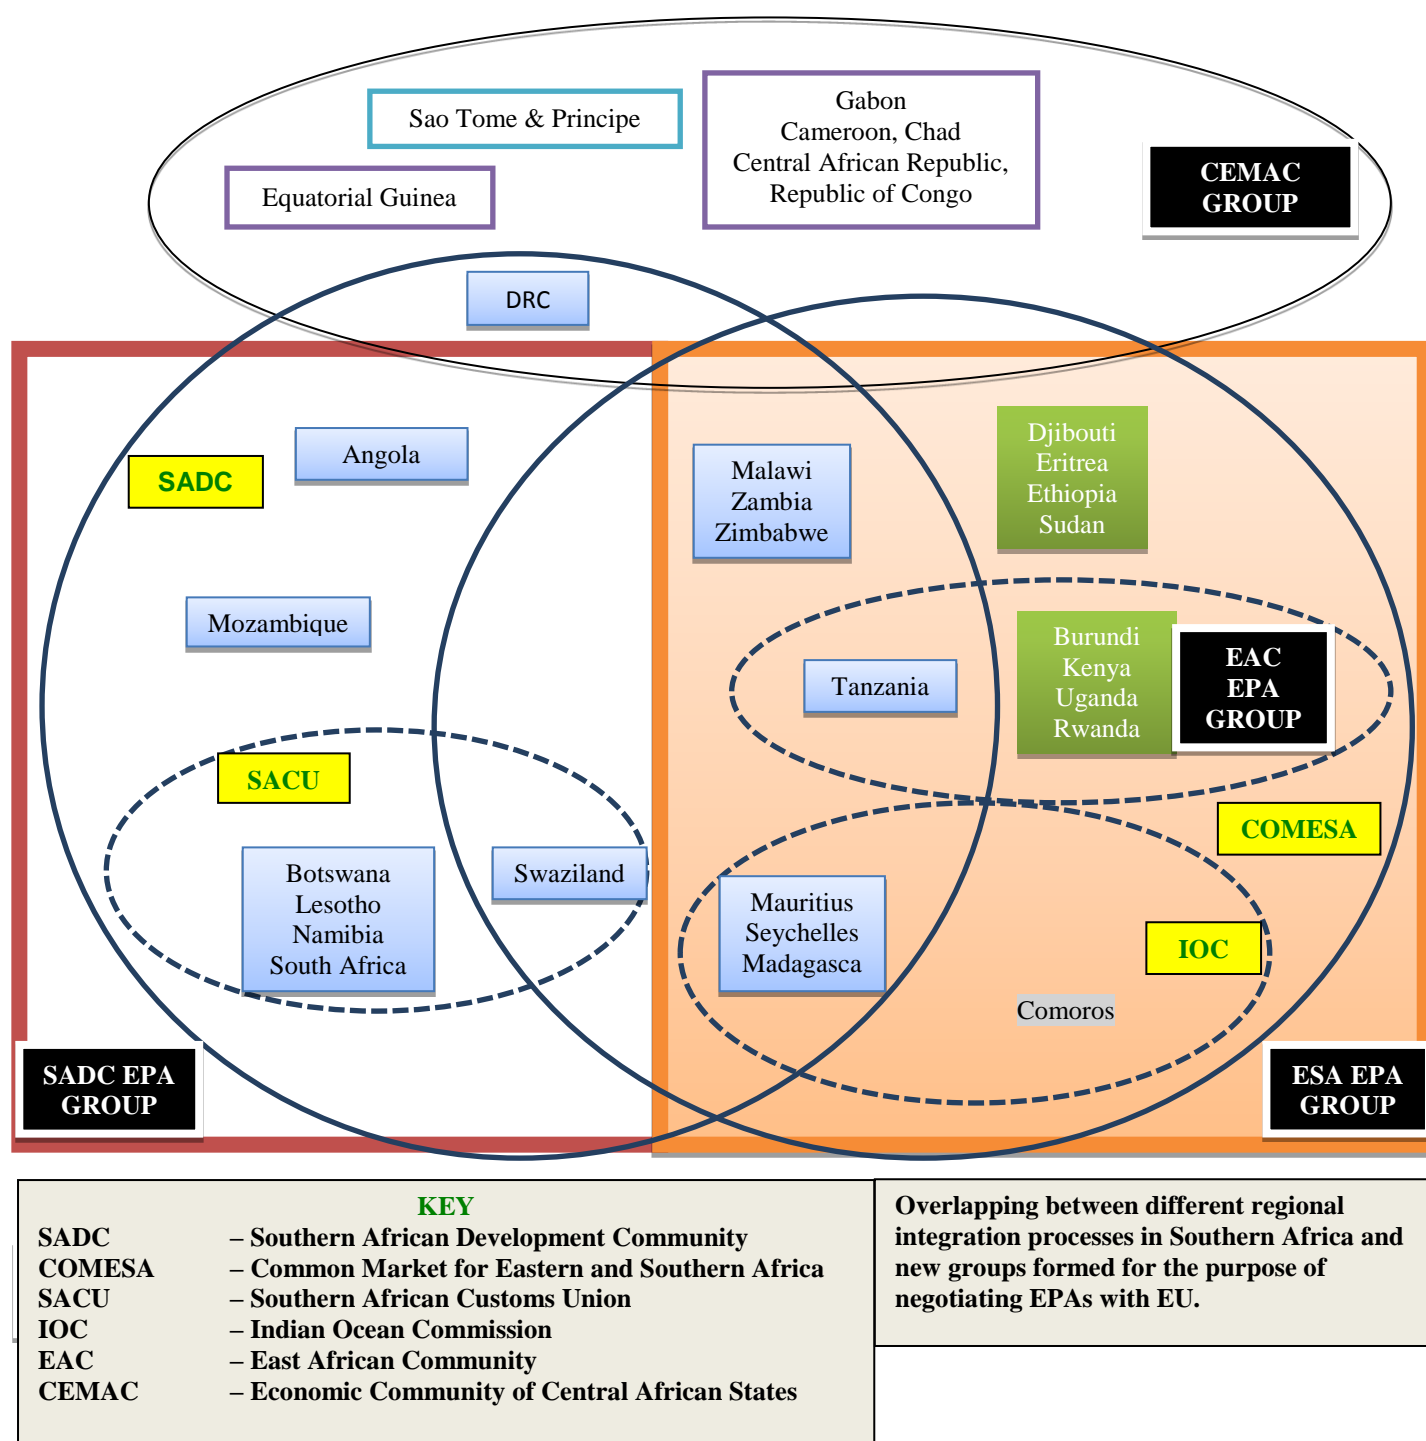 Sao Tome & Principe
Gabon
Cameroon, Chad
Central African Republic,
Republic of Congo
Equatorial Guinea
CEMAC
GROUP
DRC
SADC
Angola
Malawi
Zambia
Zimbabwe
Djibouti
Eritrea
Ethiopia
Sudan
Mozambique
Tanzania
Burundi
Kenya
Uganda
Rwanda
EAC
EPA
GROUP
SACU
COMESA
Botswana
Lesotho
Namibia
South Africa
Swaziland
Mauritius
Seychelles
Madagasca
IOC
Comoros
SADC EPA
GROUP
ESA EPA
GROUP
KEY
SADC – Southern African Development Community
COMESA – Common Market for Eastern and Southern Africa
SACU – Southern African Customs Union
IOC – Indian Ocean Commission
EAC – East African Community
CEMAC – Economic Community of Central African States
Overlapping between different regional
integration processes in Southern Africa and
new groups formed for the purpose of
negotiating EPAs with EU.